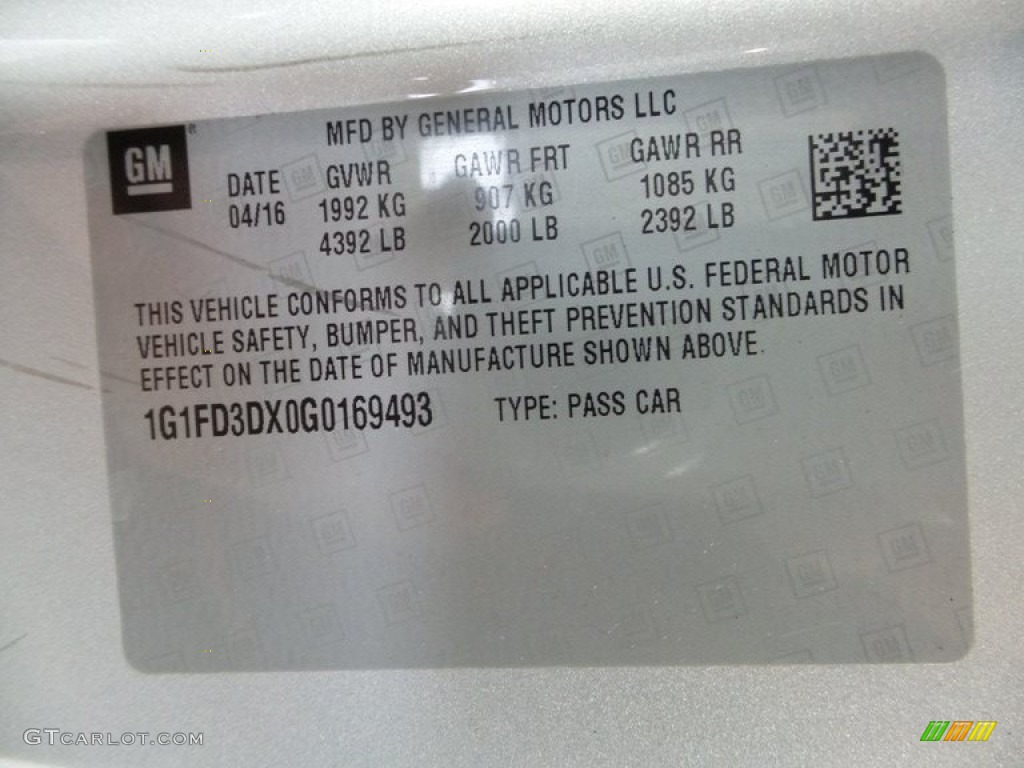 GM
MFD BY GENERAL MOTORS LLC
DATE GVWR GAWR FRT GAWR RR
04/16 1992 KG 907 KG 1085 KG
4392 LB 2000 LB 2392 LB
THIS VEHICLE CONFORMS TO ALL APPLICABLE U.S. FEDERAL MOTOR
VEHICLE SAFETY, BUMPER, AND THEFT PREVENTION STANDARDS IN
EFFECT ON THE DATE OF MANUFACTURE SHOWN ABOVE.
1G1FD3DX0G0169493 TYPE: PASS CAR
GTCARLOT.COM